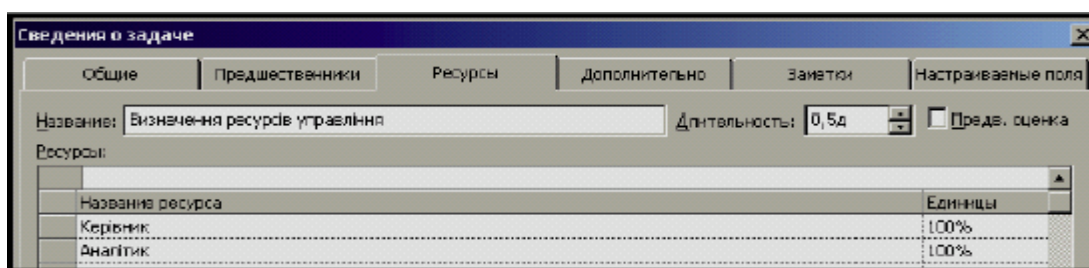 Сведения о задаче
Общие Предшественники Ресурсы Дополнительно Заметки Настраиваемые поля
Название: Визначення ресурсів управління Длительность: 0,5д Предв. оценка
Ресурсы:
Название ресурса Единицы
Керівник 100%
Аналітик 100%